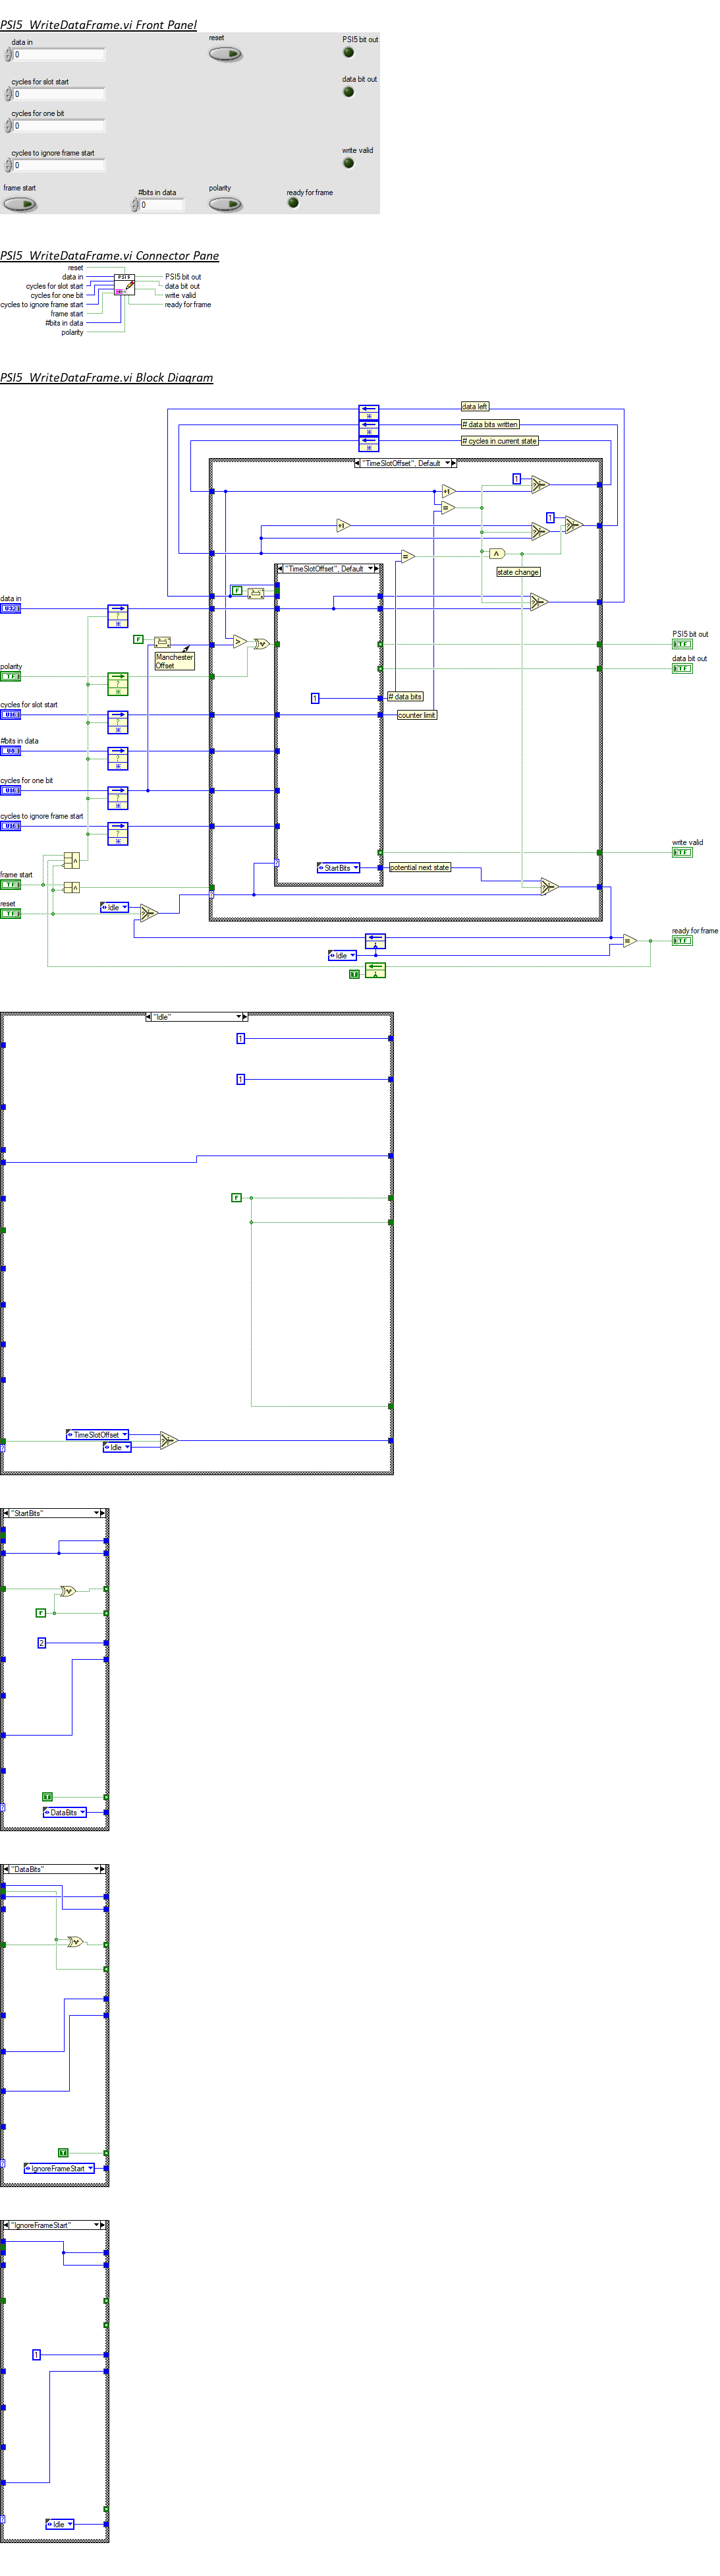 PSI5_WriteDataFrame.vi Front Panel
data in
reset
PSI5 bit out
0
data bit out
cycles for slot start
0
cycles for one bit
0
write valid
cycles to ignore frame start
0
frame start
#bits in data
polarity
ready for frame
0
PSI5_WriteDataFrame.vi Connector Pane
reset
data in
PSI5
PSI5 bit out
cycles for slot start
data bit out
cycles for one bit
write valid
cycles to ignore frame start
ready for frame
frame start
#bits in data
polarity
PSI5_WriteDataFrame.vi Block Diagram
data left
# data bits written
# cycles in current state
"TimeSlotOffset", Default
1
+1
=
1
+1
=
state change
"TimeSlotOffset", Default
F
data in
U32
F
Manchester
Offset
>
PSI5 bit out
TF
data bit out
TF
polarity
TF
1
# data bits
counter limit
cycles for slot start
U16
#bits in data
U8
cycles for one bit
U16
cycles to ignore frame start
U16
write valid
TF
StartBits
potential next state
frame start
TF
reset
TF
Idle
ready for frame
TF
Idle
=
T
"Idle"
1
1
F
TimeSlotOffset
Idle
"StartBits"
F
2
T
DataBits
"DataBits"
T
IgnoreFrameStart
"IgnoreFrameStart"
1
Idle